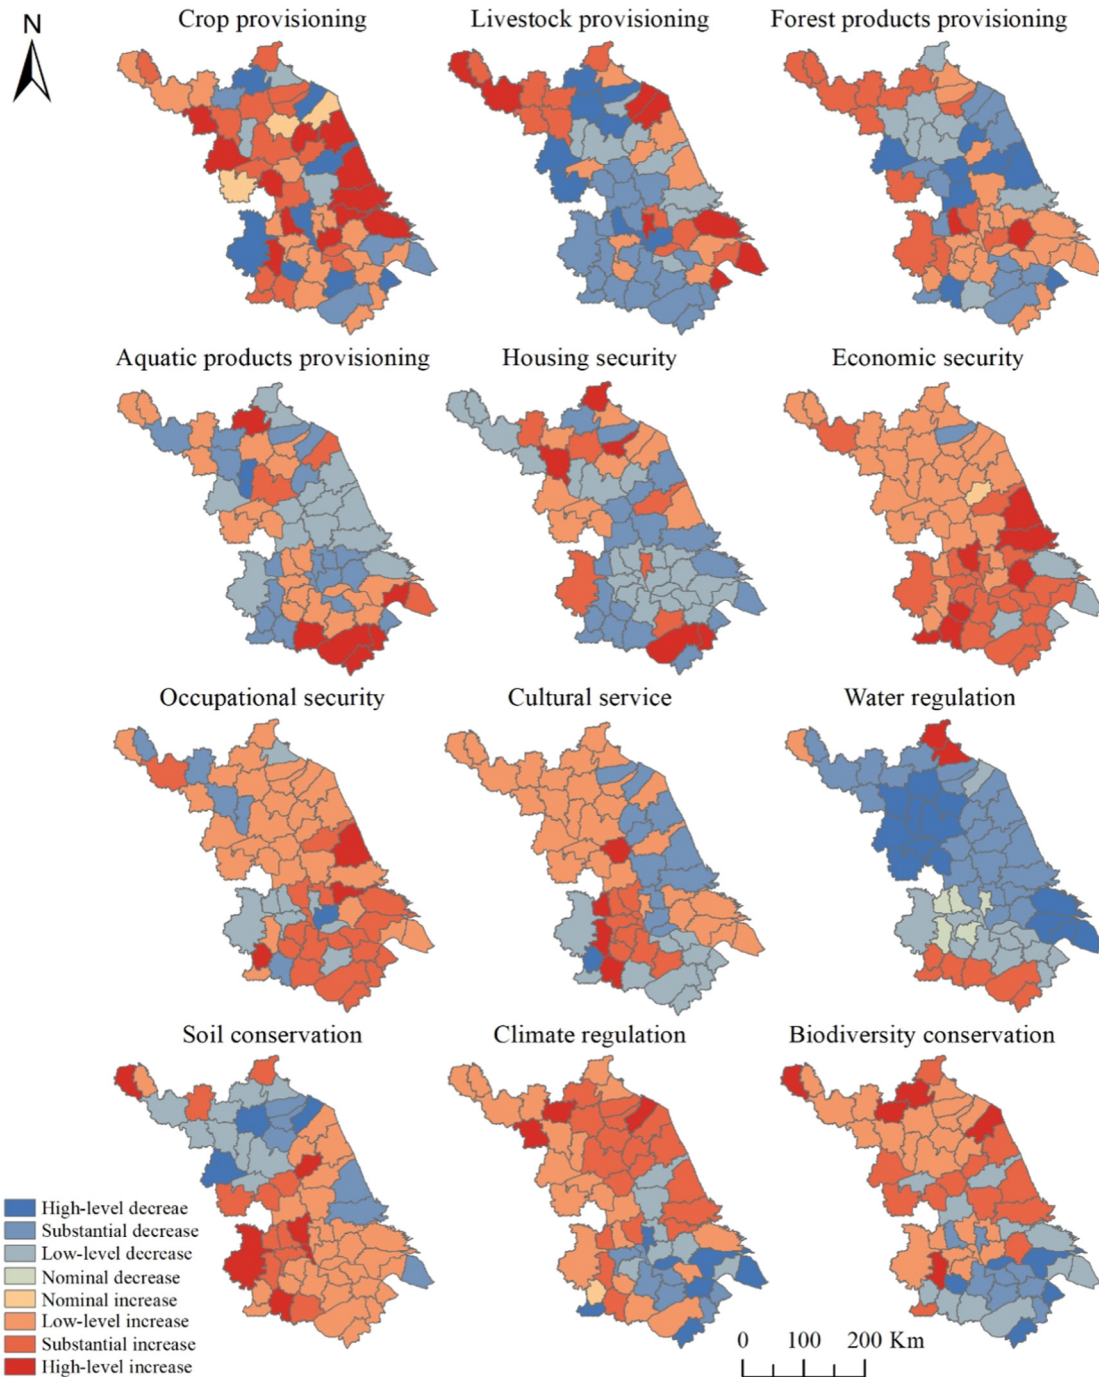 N
Crop provisioning
Livestock provisioning
Forest products provisioning
Aquatic products provisioning
Housing security
Economic security
Occupational security
Cultural service
Water regulation
Soil conservation
Climate regulation
Biodiversity conservation
High-level decreae
Substantial decrease
Low-level decrease
Nominal decrease
Nominal increase
Low-level increase
Substantial increase
High-level increase
0 100 200 Km